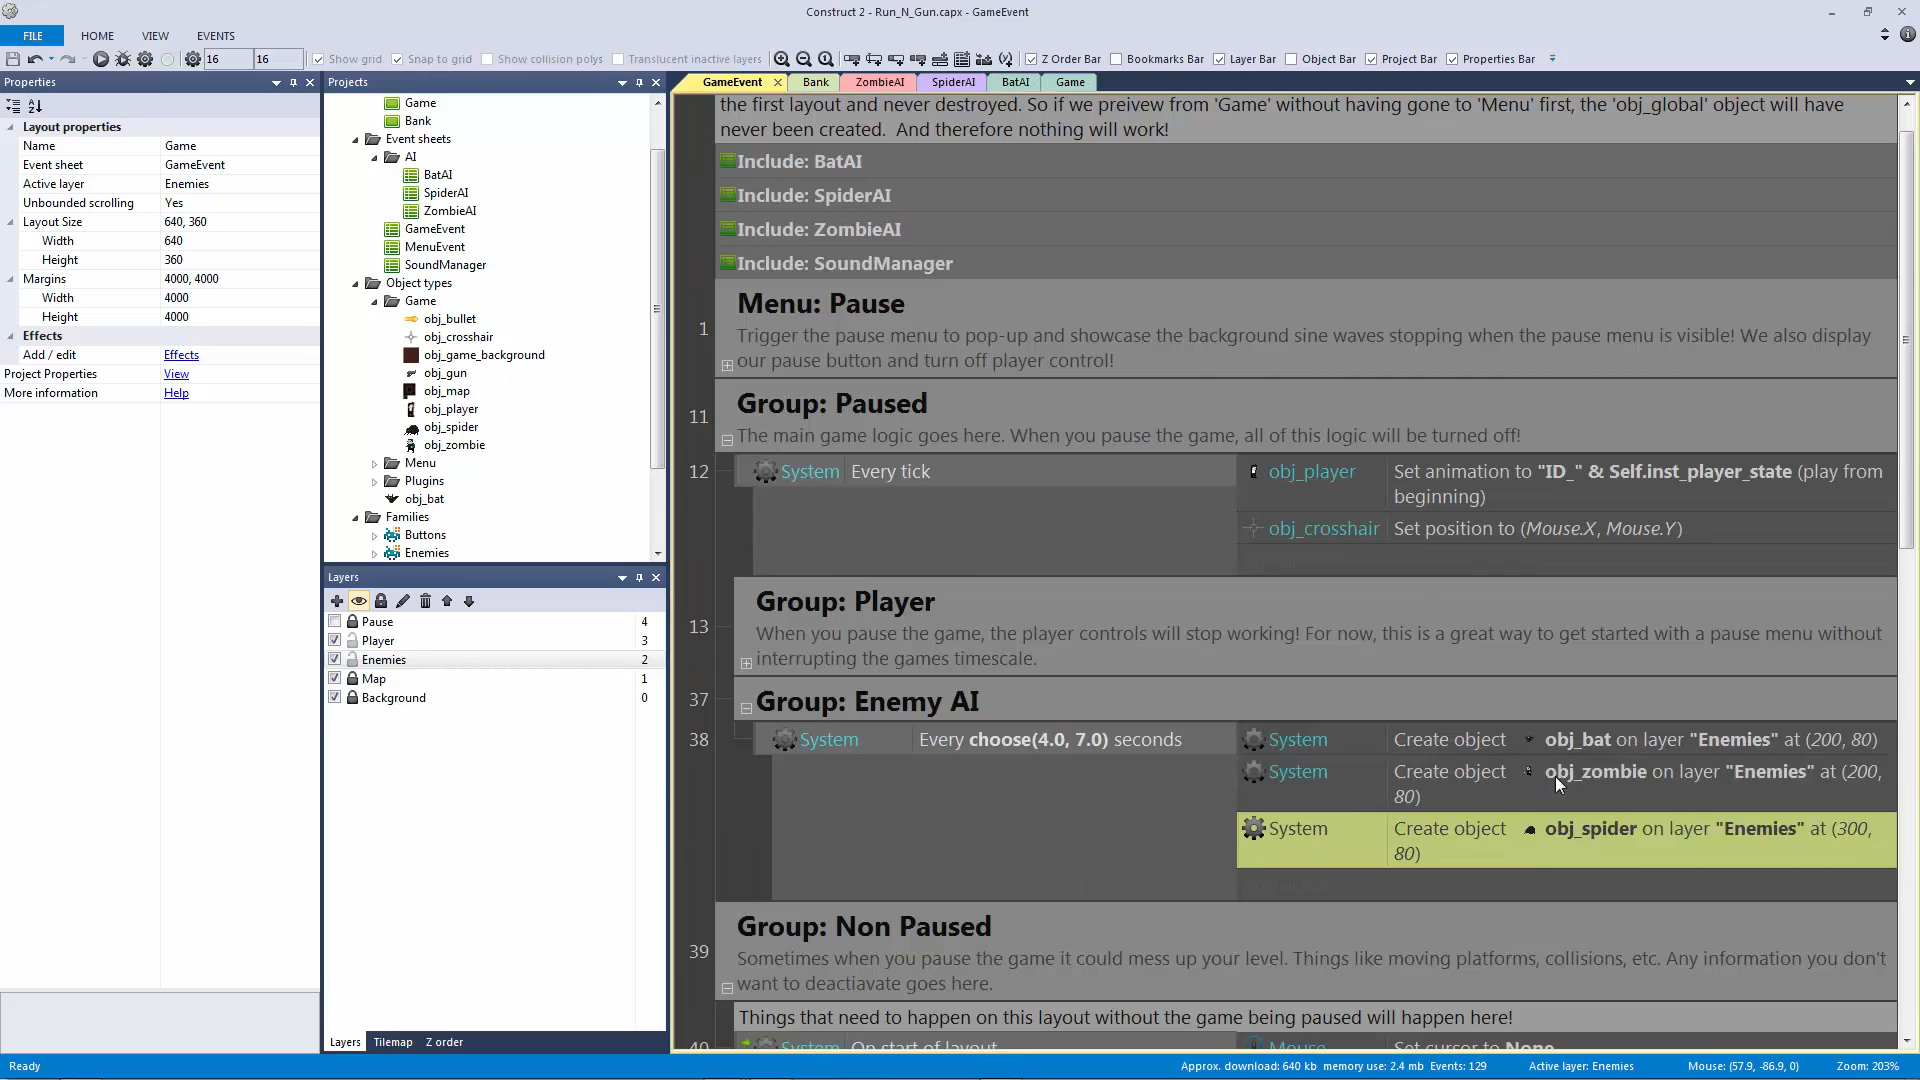 Construct 2 - Run_N_Gun.capx - GameEvent
FILE HOME VIEW EVENTS
16 16 Show grid Snap to grid Show collision polys Translucent inactive layers Z Order Bar Bookmarks Bar Layer Bar Object Bar Project Bar Properties Bar
Properties
Layout properties
Name Game
Event sheet GameEvent
Active layer Enemies
Unbounded scrolling Yes
Layout Size 640, 360
Width 640
Height 360
Margins 4000, 4000
Width 4000
Height 4000
Effects
Add / edit Effects
Project Properties View
More information Help
Projects
Game
Bank
Event sheets
AI
BatAI
SpiderAI
ZombieAI
GameEvent
MenuEvent
SoundManager
Object types
Game
obj_bullet
obj_crosshair
obj_game_background
obj_gun
obj_map
obj_player
obj_spider
obj_zombie
Menu
Plugins
obj_bat
Families
Buttons
Enemies
Layers
Pause 4
Player 3
Enemies 2
Map 1
Background 0
Layers Tilemap Z order
GameEvent Bank ZombieAI SpiderAI BatAI Game
the first layout and never destroyed. So if we preivew from 'Game' without having gone to 'Menu' first, the 'obj_global' object will have
never been created. And therefore nothing will work!
Include: BatAI
Include: SpiderAI
Include: ZombieAI
Include: SoundManager
Menu: Pause
1 Trigger the pause menu to pop-up and showcase the background sine waves stopping when the pause menu is visible! We also display
our pause button and turn off player control!
Group: Paused
11 The main game logic goes here. When you pause the game, all of this logic will be turned off!
12 System Every tick obj_player Set animation to "ID_" & Self.inst_player_state (play from
beginning)
obj_crosshair Set position to (Mouse.X, Mouse.Y)
Group: Player
13 When you pause the game, the player controls will stop working! For now, this is a great way to get started with a pause menu without
interrupting the games timescale.
37 Group: Enemy AI
38 System Every choose(4.0, 7.0) seconds System Create object obj_bat on layer "Enemies" at (200, 80)
System Create object obj_zombie on layer "Enemies" at (200,
80)
System Create object obj_spider on layer "Enemies" at (300,
80)
Group: Non Paused
39 Sometimes when you pause the game it could mess up your level. Things like moving platforms, collisions, etc. Any information you don't
want to deactiavate goes here.
Things that need to happen on this layout without the game being paused will happen here!
40 System On start of layout Mouse Set cursor to None
Ready Approx. download: 640 kb memory use: 2.4 mb Events: 129 Active layer: Enemies Mouse: (57.9, -86.9, 0) Zoom: 203%